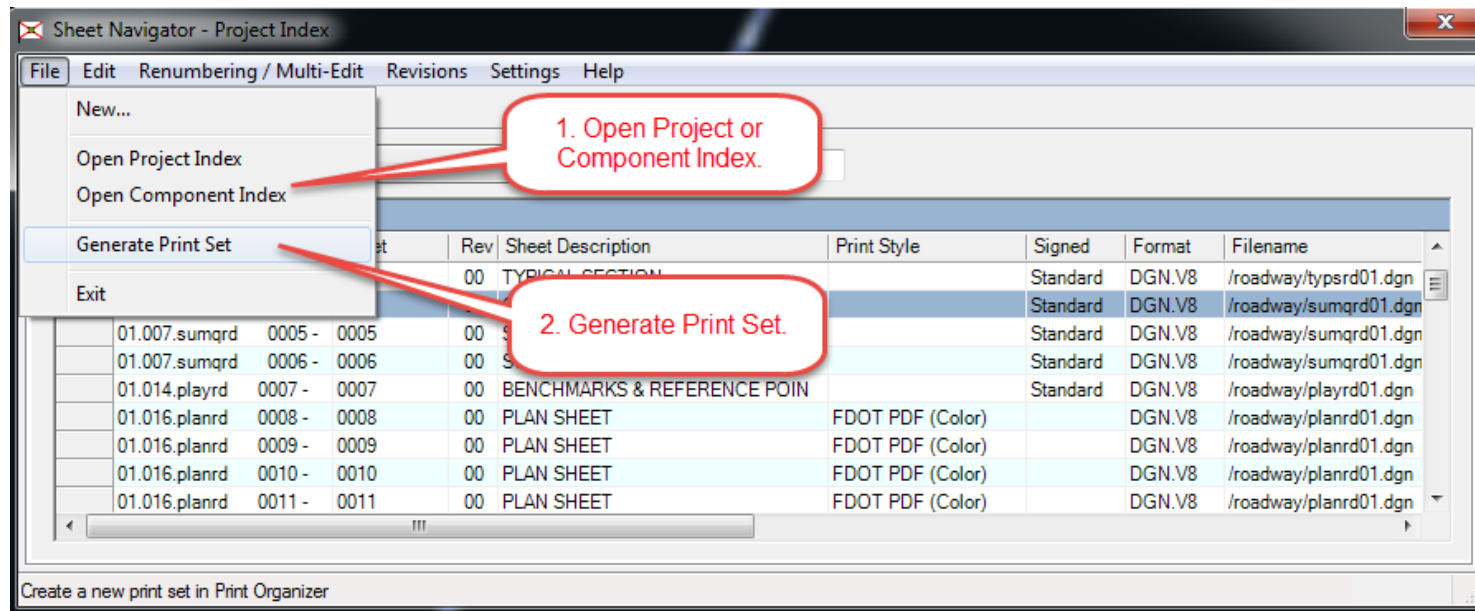 Sheet Navigator - Project Index
File Edit Renumbering / Multi-Edit Revisions Settings Help
New...
Open Project Index
Open Component Index
Generate Print Set
Exit
1. Open Project or
Component Index.
2. Generate Print Set.
Rev Sheet Description Print Style Signed Format Filename
00 TYPICAL SECTION Standard DGN.V8 /roadway/typsrd01.dgn
Standard DGN.V8 /roadway/sumqrd01.dgn
01.007.sumqrd 0005 - 0005 00 Standard DGN.V8 /roadway/sumqrd01.dgn
01.007.sumqrd 0006 - 0006 00 Standard DGN.V8 /roadway/sumqrd01.dgn
01.014.playrd 0007 - 0007 00 BENCHMARKS & REFERENCE POIN Standard DGN.V8 /roadway/playrd01.dgn
01.016.planrd 0008 - 0008 00 PLAN SHEET FDOT PDF (Color) DGN.V8 /roadway/planrd01.dgn
01.016.planrd 0009 - 0009 00 PLAN SHEET FDOT PDF (Color) DGN.V8 /roadway/planrd01.dgn
01.016.planrd 0010 - 0010 00 PLAN SHEET FDOT PDF (Color) DGN.V8 /roadway/planrd01.dgn
01.016.planrd 0011 - 0011 00 PLAN SHEET FDOT PDF (Color) DGN.V8 /roadway/planrd01.dgn
Create a new print set in Print Organizer